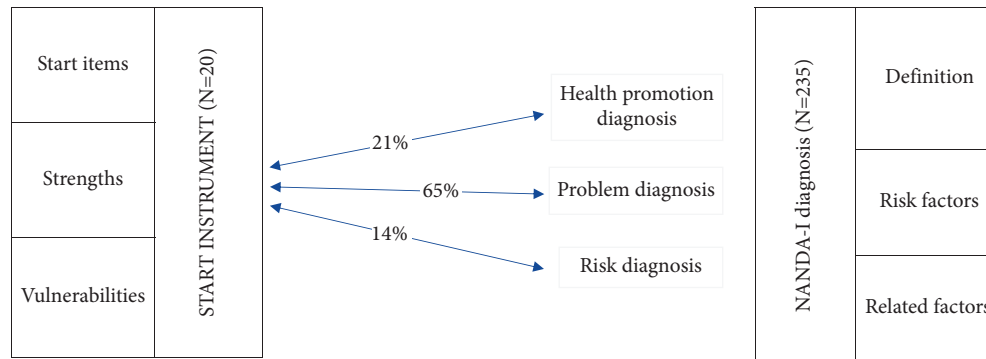 Start items
Strengths
Vulnerabilities
START INSTRUMENT (N=20)
21%
65%
14%
Health promotion
diagnosis
Problem diagnosis
Risk diagnosis
NANDA-I diagnosis (N=235)
Definition
Risk factors
Related factors